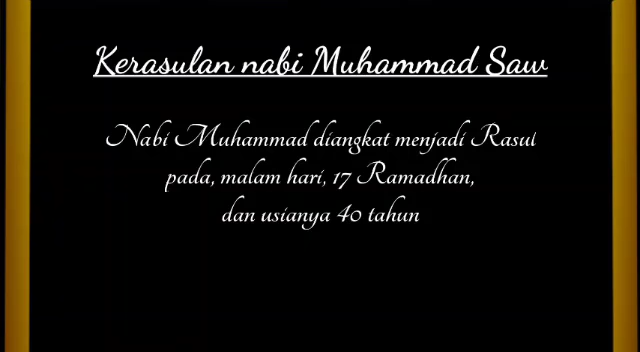 Kerasulan nabi Muhammad Saw
Nabi Muhammad diangkat menjadi Rasul
pada, malam hari, 17 Ramadhan,
dan usianya 40 tahun